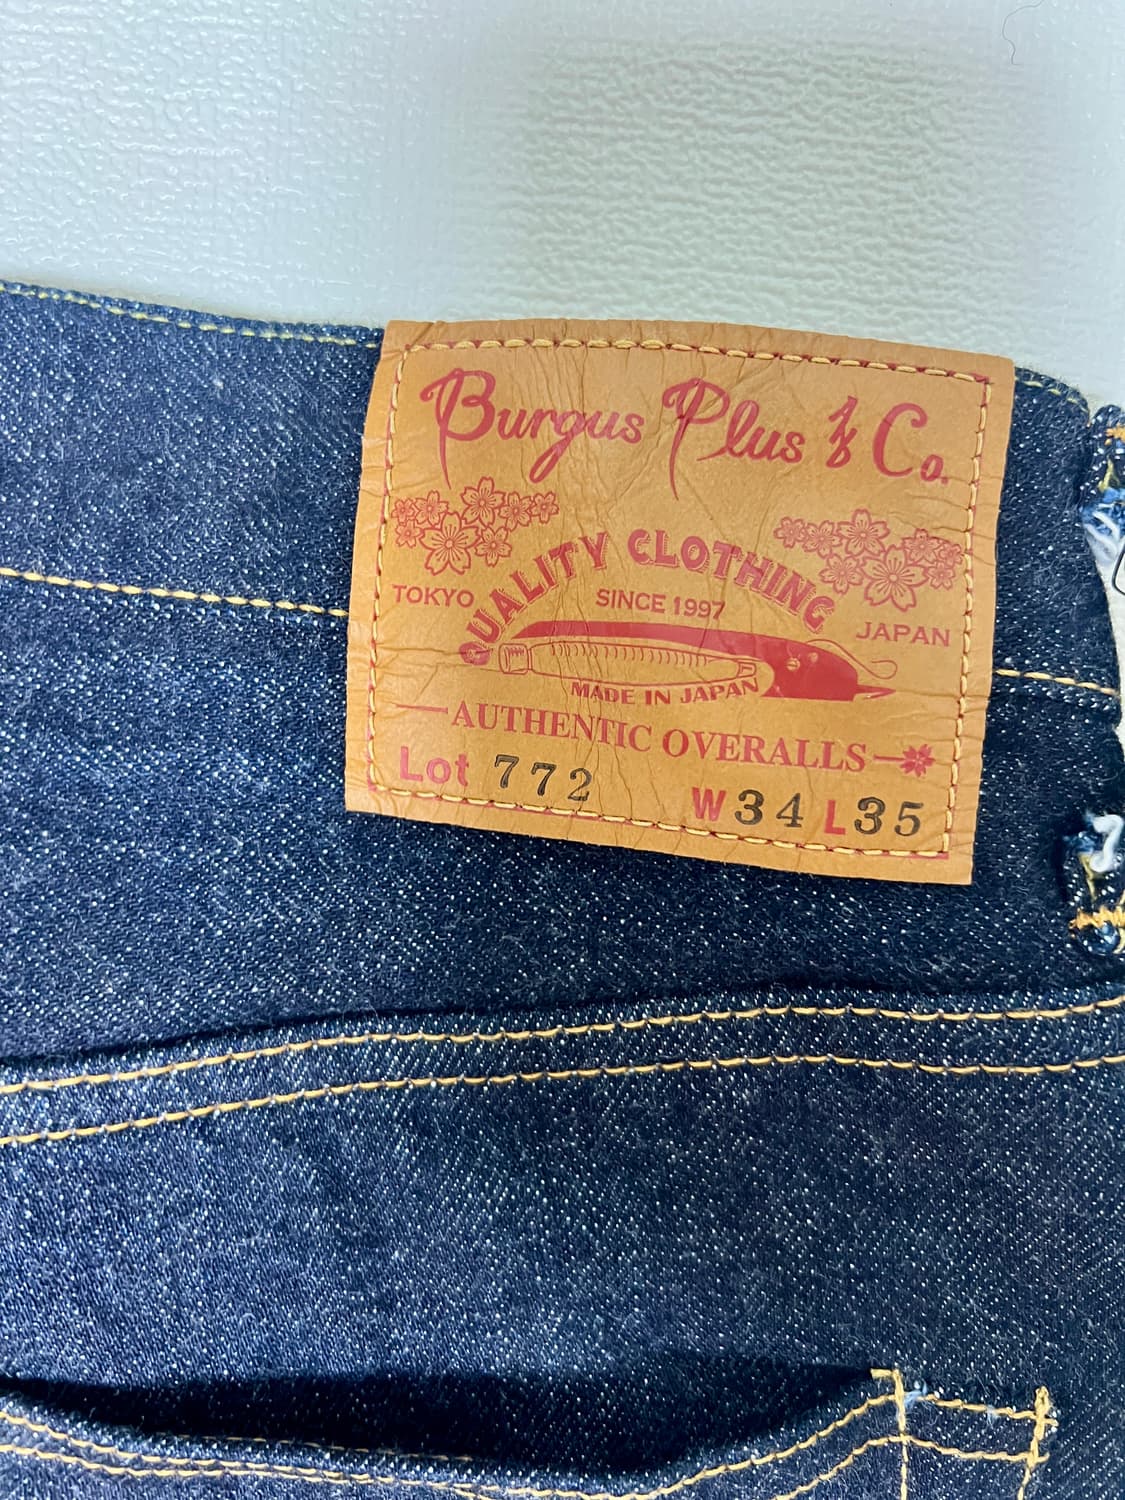 Burgus Plus & Co.
QUALITY CLOTHING
TOKYO
SINCE 1997
JAPAN
MADE IN JAPAN
AUTHENTIC OVERALLS
Lot 772 W34 L35